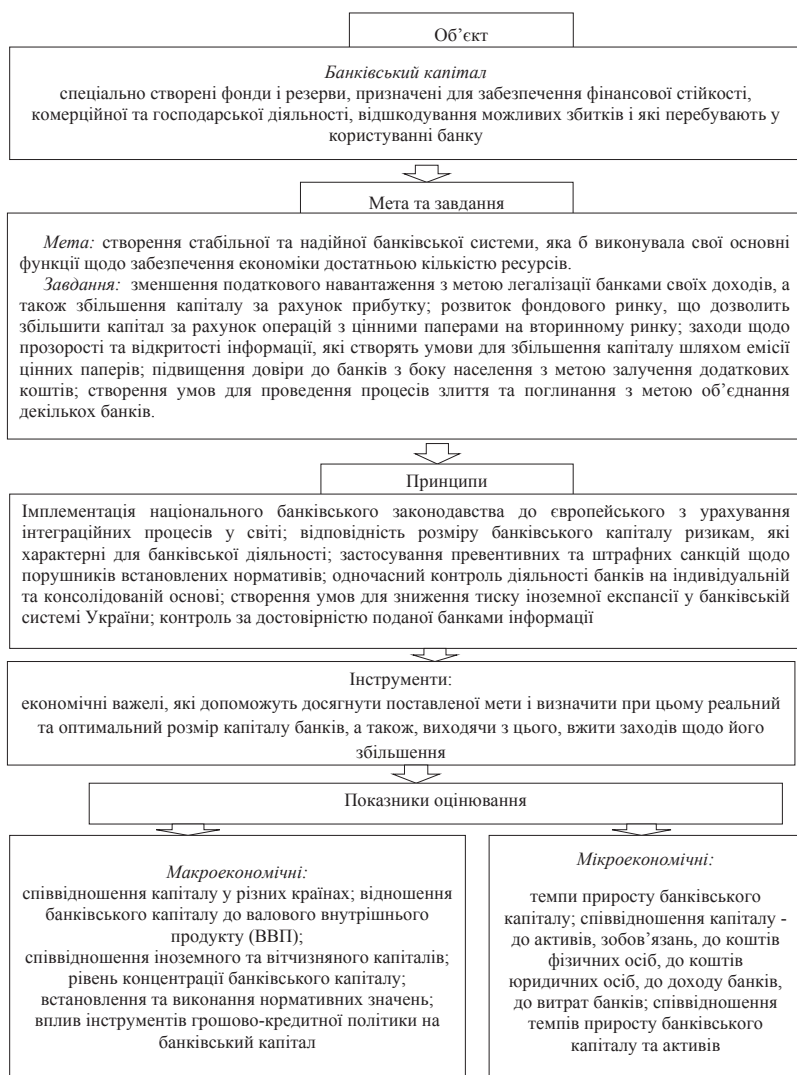 Об’єкт
Банківський капітал
спеціально створені фонди і резерви, призначені для забезпечення фінансової стійкості,
комерційної та господарської діяльності, відшкодування можливих збитків і які перебувають у
користуванні банку
Мета та завдання
Мета: створення стабільної та надійної банківської системи, яка б виконувала свої основні
функції щодо забезпечення економіки достатньою кількістю ресурсів.
Завдання: зменшення податкового навантаження з метою легалізації банками своїх доходів, а
також збільшення капіталу за рахунок прибутку; розвиток фондового ринку, що дозволить
збільшити капітал за рахунок операцій з цінними паперами на вторинному ринку; заходи щодо
прозорості та відкритості інформації, які створять умови для збільшення капіталу шляхом емісії
цінних паперів; підвищення довіри до банків з боку населення з метою залучення додаткових
коштів; створення умов для проведення процесів злиття та поглинання з метою об’єднання
декількох банків.
Принципи
Імплементація національного банківського законодавства до європейського з урахування
інтеграційних процесів у світі; відповідність розміру банківського капіталу ризикам, які
характерні для банківської діяльності; застосування превентивних та штрафних санкцій щодо
порушників встановлених нормативів; одночасний контроль діяльності банків на індивідуальній
та консолідованій основі; створення умов для зниження тиску іноземної експансії у банківській
системі України; контроль за достовірністю поданої банками інформації
Інструменти:
економічні важелі, які допоможуть досягнути поставленої мети і визначити при цьому реальний
та оптимальний розмір капіталу банків, а також, виходячи з цього, вжити заходів щодо його
збільшення
Показники оцінювання
Макроекономічні:
співвідношення капіталу у різних країнах; відношення
банківського капіталу до валового внутрішнього
продукту (ВВП);
співвідношення іноземного та вітчизняного капіталів;
рівень концентрації банківського капіталу;
встановлення та виконання нормативних значень;
вплив інструментів грошово-кредитної політики на
банківський капітал
Мікроекономічні:
темпи приросту банківського
капіталу; співвідношення капіталу -
до активів, зобов’язань, до коштів
фізичних осіб, до коштів
юридичних осіб, до доходу банків,
до витрат банків; співвідношення
темпів приросту банківського
капіталу та активів